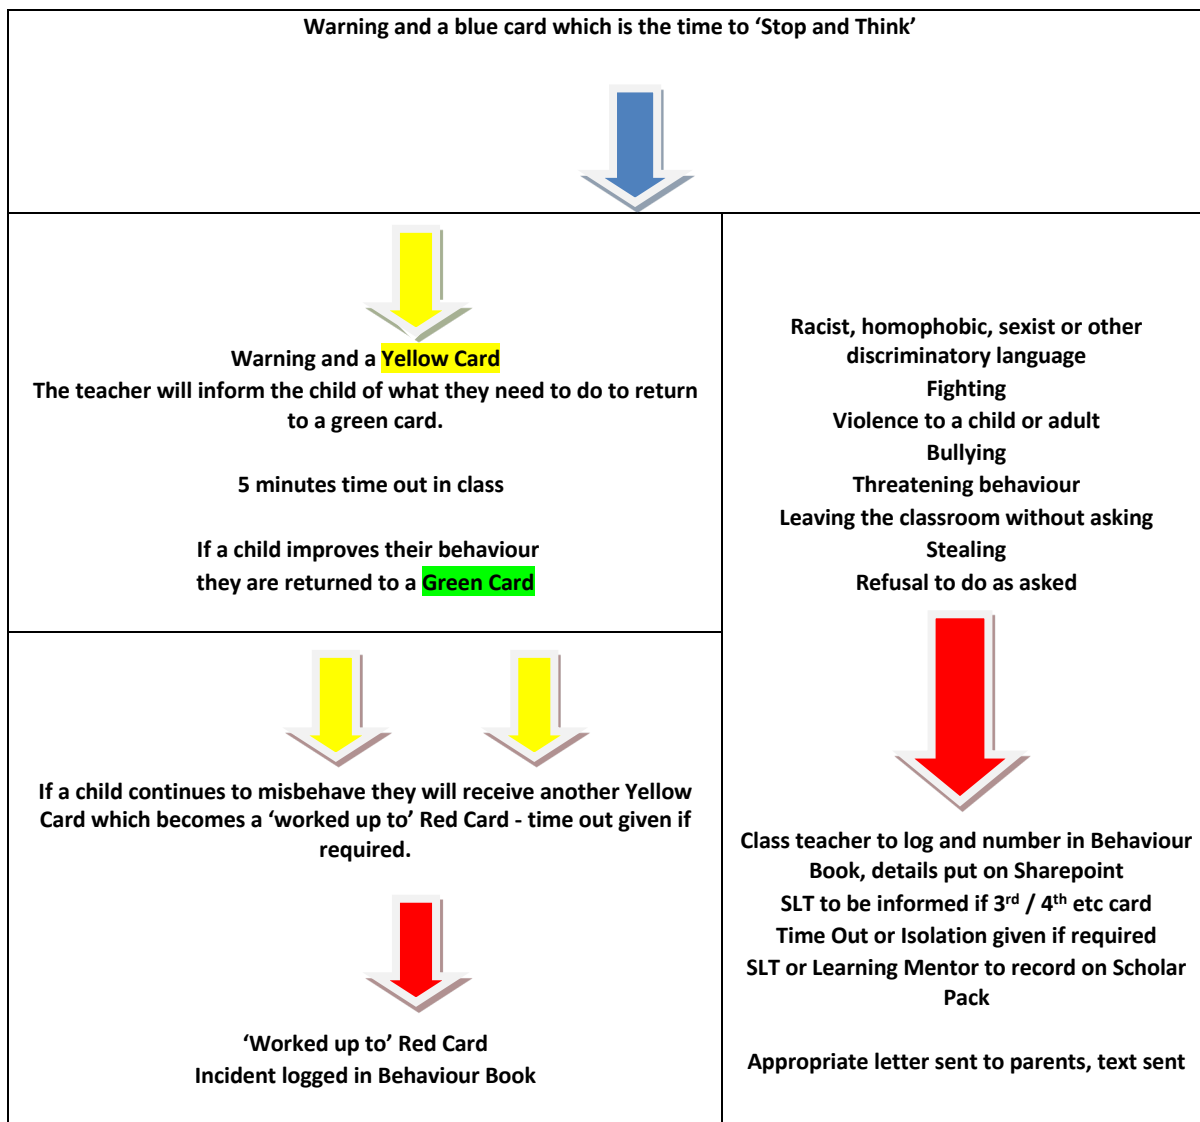 Warning and a blue card which is the time to ‘Stop and Think’
Warning and a Yellow Card
The teacher will inform the child of what they need to do to return
to a green card.
5 minutes time out in class
If a child improves their behaviour
they are returned to a Green Card
If a child continues to misbehave they will receive another Yellow
Card which becomes a ‘worked up to’ Red Card - time out given if
required.
‘Worked up to’ Red Card
Incident logged in Behaviour Book
Racist, homophobic, sexist or other
discriminatory language
Fighting
Violence to a child or adult
Bullying
Threatening behaviour
Leaving the classroom without asking
Stealing
Refusal to do as asked
Class teacher to log and number in Behaviour
Book, details put on Sharepoint
SLT to be informed if 3rd / 4th etc card
Time Out or Isolation given if required
SLT or Learning Mentor to record on Scholar
Pack
Appropriate letter sent to parents, text sent